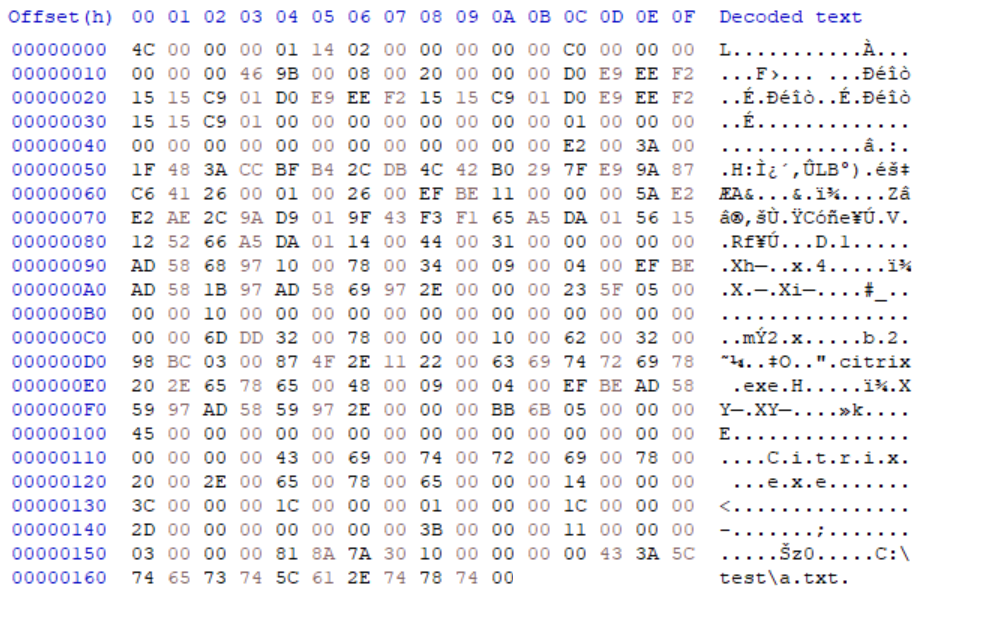 Offset(h) 00 01 02 03 04 05 06 07 08 09 0A 0B 0C 0D 0E 0F Decoded text
00000000 4C 00 00 00 01 14 02 00 00 00 00 00 C0 00 00 00 L...........À...
00000010 00 00 00 46 9B 00 08 00 20 00 00 00 D0 E9 EE F2 ...F›... ...Ðéîò
00000020 15 15 C9 01 D0 E9 EE F2 15 15 C9 01 D0 E9 EE F2 ..É.Ðéîò..É.Ðéîò
00000030 15 15 C9 01 00 00 00 00 00 00 00 00 01 00 00 00 ..É.............
00000040 00 00 00 00 00 00 00 00 00 00 00 00 E2 00 3A 00 ............â.:.
00000050 1F 48 3A CC BF B4 2C DB 4C 42 B0 29 7F E9 9A 87 .H:Ì¿´,ÛLB°).éš‡
00000060 C6 41 26 00 01 00 26 00 EF BE 11 00 00 00 5A E2 ÆA&...&.ï¾....Zâ
00000070 E2 AE 2C 9A D9 01 9F 43 F3 F1 65 A5 DA 01 56 15 â®,šÙ.ŸCóñe¥Ú.V.
00000080 12 52 66 A5 DA 01 14 00 44 00 31 00 00 00 00 00 .Rf¥Ú...D.1.....
00000090 AD 58 68 97 10 00 78 00 34 00 09 00 04 00 EF BE .Xh—..x.4.....ï¾
000000A0 AD 58 1B 97 AD 58 69 97 2E 00 00 00 23 5F 05 00 .X.—.Xi—....#_..
000000B0 00 00 10 00 00 00 00 00 00 00 00 00 00 00 00 00 ................
000000C0 00 00 6D DD 32 00 78 00 00 00 10 00 62 00 32 00 ..mÝ2.x.....b.2.
000000D0 98 BC 03 00 87 4F 2E 11 22 00 63 69 74 72 69 78 ˜¼..‡O..".citrix
000000E0 20 2E 65 78 65 00 48 00 09 00 04 00 EF BE AD 58 .exe.H.....ï¾.X
000000F0 59 97 AD 58 59 97 2E 00 00 00 BB 6B 05 00 00 00 Y—.XY—....»k....
00000100 45 00 00 00 00 00 00 00 00 00 00 00 00 00 00 00 E...............
00000110 00 00 00 00 43 00 69 00 74 00 72 00 69 00 78 00 ....C.i.t.r.i.x.
00000120 20 00 2E 00 65 00 78 00 65 00 00 00 14 00 00 00 ...e.x.e.......
00000130 3C 00 00 00 1C 00 00 00 01 00 00 00 1C 00 00 00 <...............
00000140 2D 00 00 00 00 00 00 00 3B 00 00 00 11 00 00 00 -.......;.......
00000150 03 00 00 00 81 8A 7A 30 10 00 00 00 00 43 3A 5C .....Šz0.....C:\
00000160 74 65 73 74 5C 61 2E 74 78 74 00 test\a.txt.